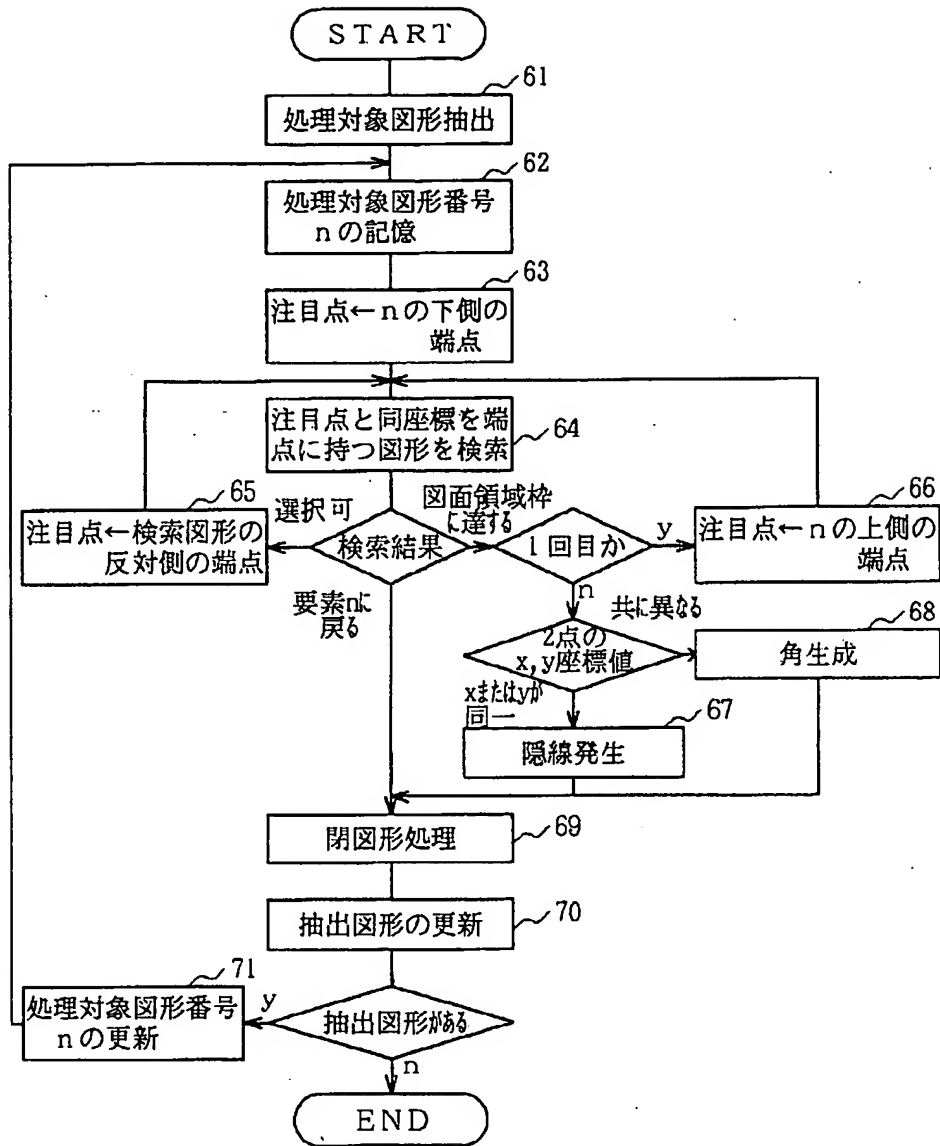 START
61
処理対象図形抽出
62
処理対象図形番号
nの記憶
63
注目点←nの下側の
端点
注目点と同座標を端
点に持つ図形を検索
64
65
選択可
図面領域枠
に達する
66
注目点←検索図形の
反対側の端点
検索結果
1回目か
y
注目点←nの上側の
端点
要素nに
戻る
n
共に異なる
68
2点の
x,y座標値
角生成
xまたはyが
同一
67
隠線発生
閉図形処理
69
抽出図形の更新
70
71
処理対象図形番号
nの更新
y
抽出図形がある
n
END